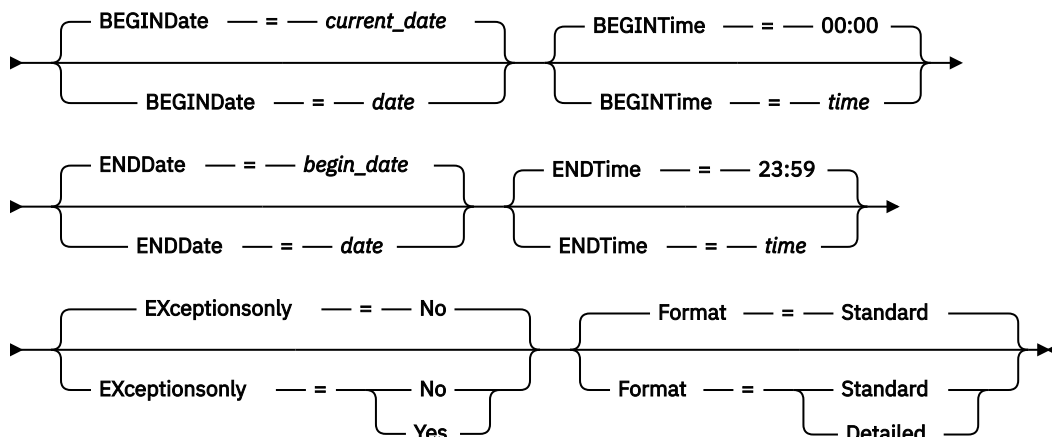 BEGINDate = current_date BEGINTime = 00:00
BEGINDate = date BEGINTime = time
ENDDate = begin_date ENDTime = 23:59
ENDDate = date ENDTime = time
EXceptionsonly = No Format = Standard
EXceptionsonly = No Format = Standard
Yes Detailed